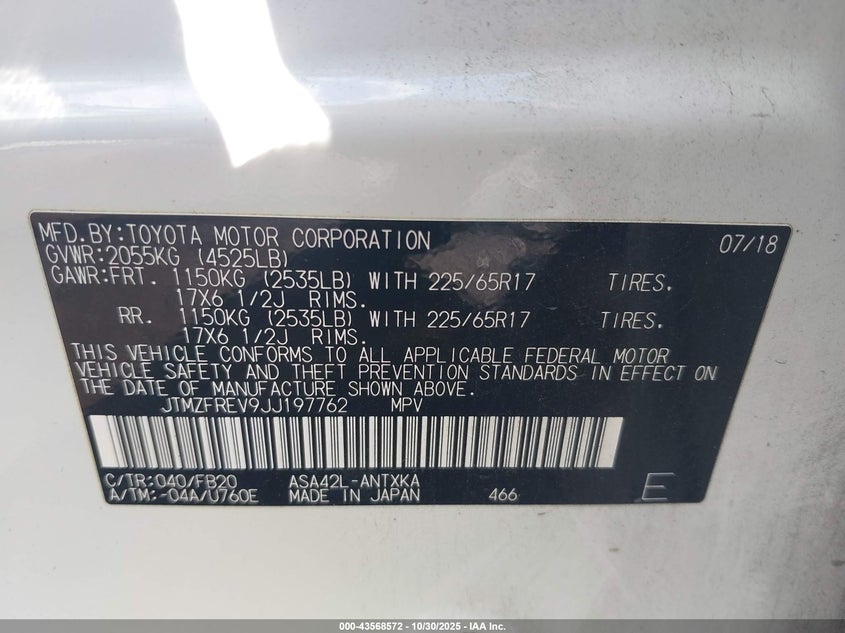 MFD.BY:TOYOTA MOTOR CORPORATION 07/18
GVWR:2055KG (4525LB)
GAWR:FRT. 1150KG (2535LB) WITH 225/65R17 TIRES.
17X6 1/2J RIMS.
RR. 1150KG (2535LB) WITH 225/65R17 TIRES.
17X6 1/2J RIMS.
THIS VEHICLE CONFORMS TO ALL APPLICABLE FEDERAL MOTOR
VEHICLE SAFETY AND THEFT PREVENTION STANDARDS IN EFFECT ON
THE DATE OF MANUFACTURE SHOWN ABOVE.
JTMZFREV9JJ197762 MPV
C/TR:040/FB20 ASA42L-ANTXKA
A/TM:-04A/U760E MADE IN JAPAN 466 E
000-43568572 - 10/30/2025 - IAA Inc.